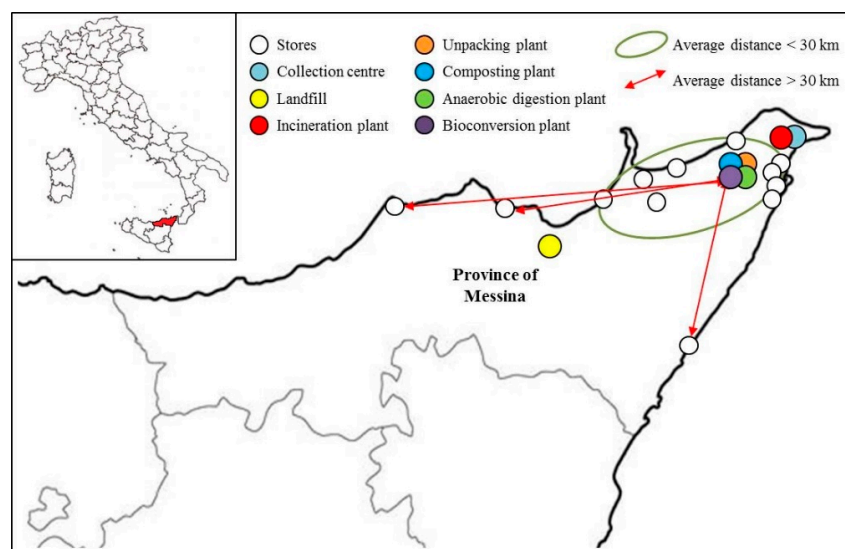 Stores
Collection centre
Landfill
Incineration plant
Unpacking plant
Composting plant
Anaerobic digestion plant
Bioconversion plant
Average distance < 30 km
Average distance > 30 km
Province of
Messina